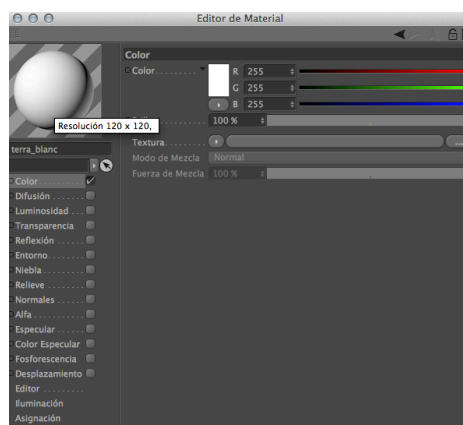 Editor de Material
Color
Color
R 255
G 255
B 255
Resolución 120 x 120,
100 %
Textura
terra_blanc
Modo de Mezcla Normal
Fuerza de Mezcla 100 %
Color
Difusión
Luminosidad
Transparencia
Reflexión
Entorno
Niebla
Relieve
Normales
Alfa
Especular
Color Especular
Fosforescencia
Desplazamiento
Editor
Iluminación
Asignación